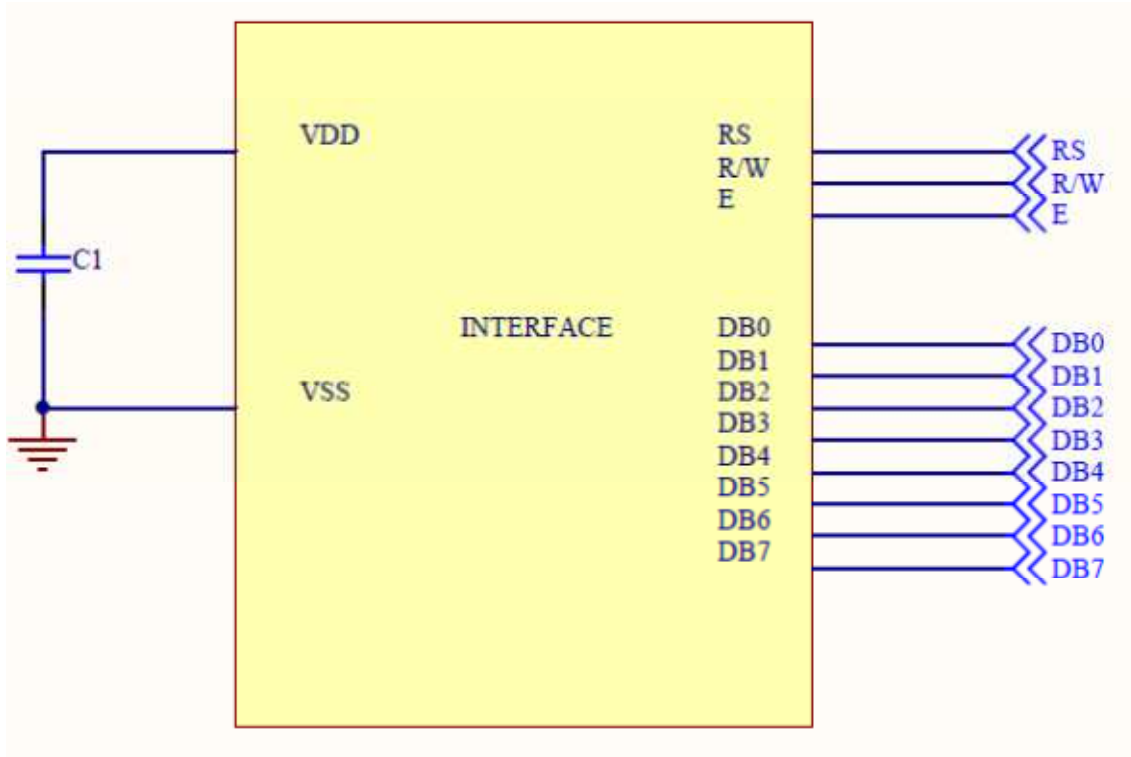 VDD
RS
RS
R/W
R/W
E
E
C1
INTERFACE
DB0
DB0
DB1
DB1
VSS
DB2
DB2
DB3
DB3
DB4
DB4
DB5
DB5
DB6
DB6
DB7
DB7